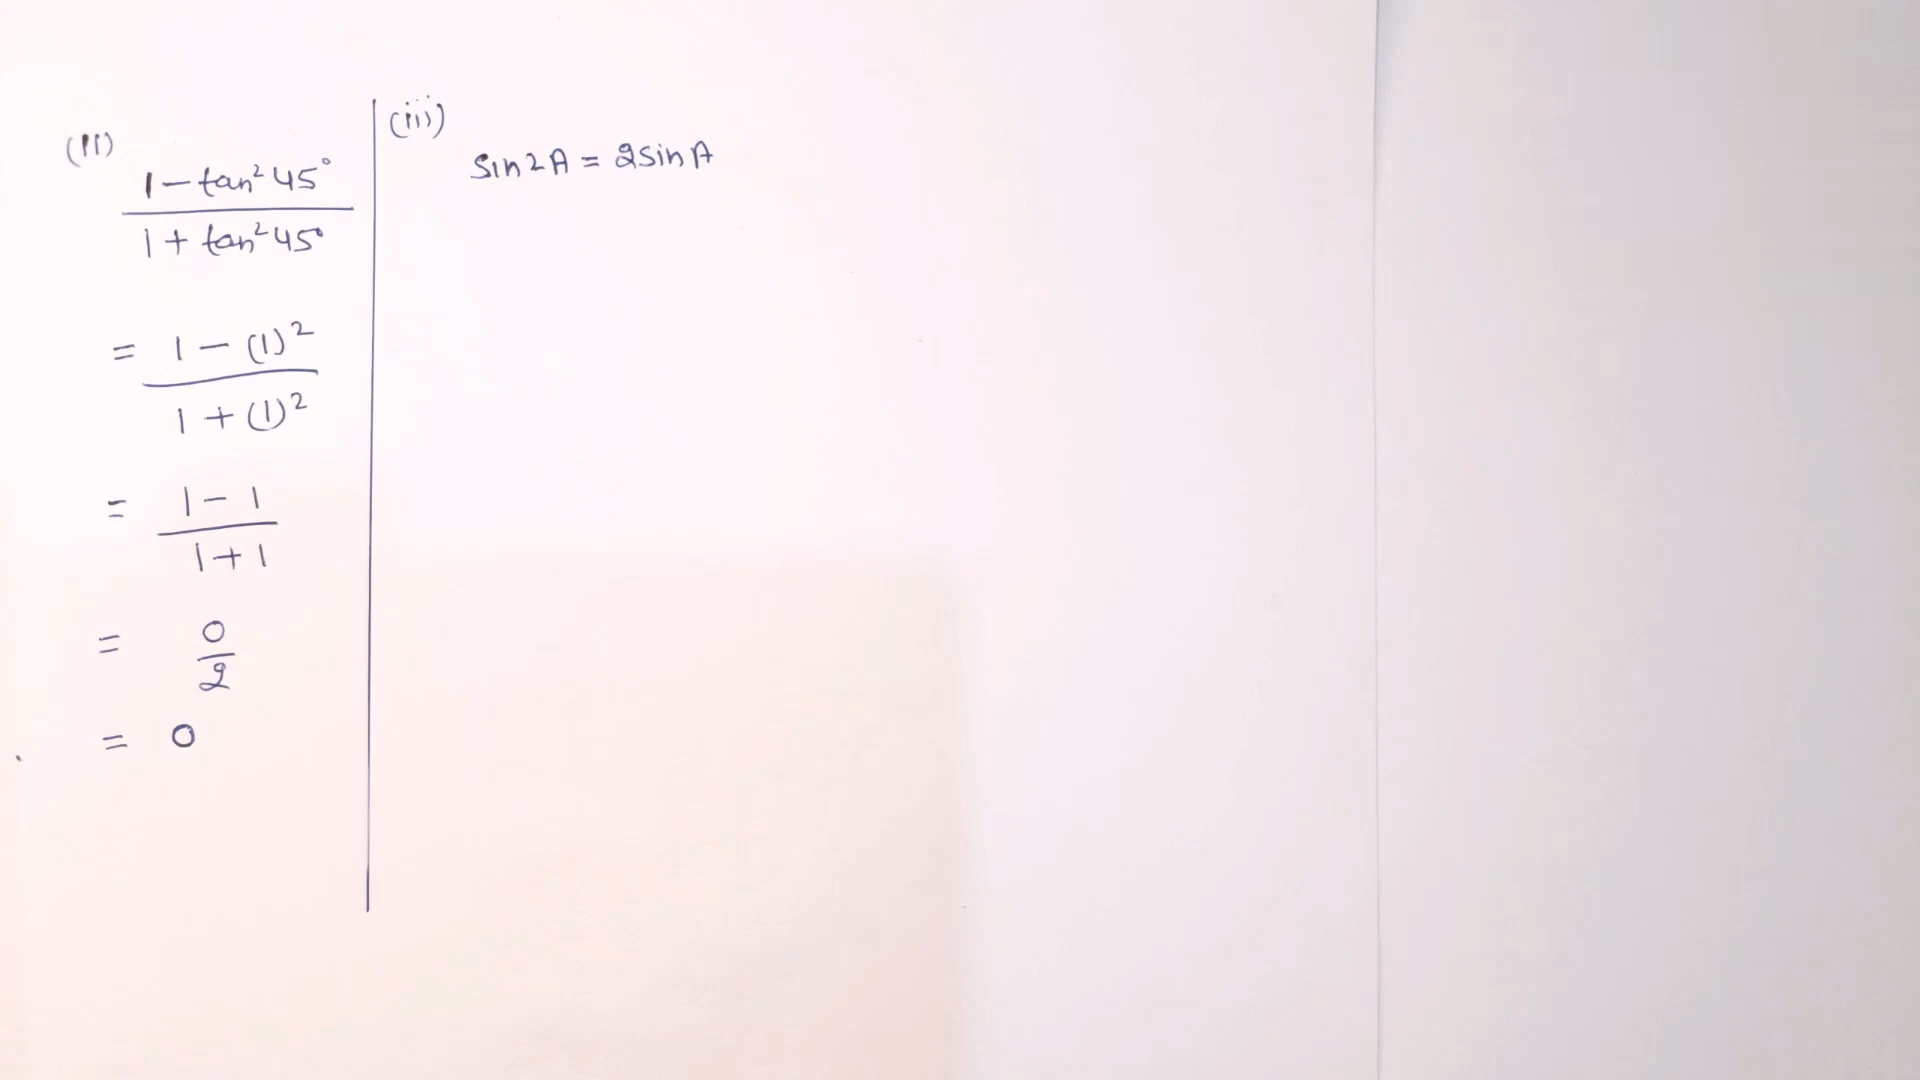 (ii)
1 - tan² 45°
1 + tan² 45°
= 1 - (1)²
1 + (1)²
= 1 - 1
1 + 1
= 0
2
= 0
(iii)
Sin 2A = 2 sin A